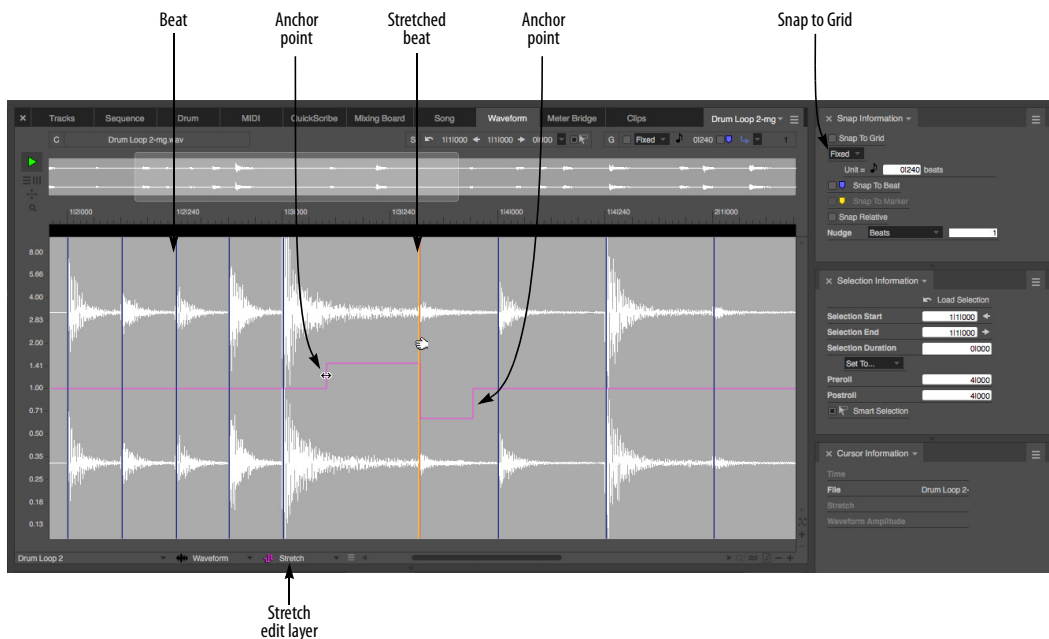 Beat
Anchor
point
Stretched
beat
Anchor
point
Snap to Grid
× Tracks Sequence Drum MIDI QuickScribe Mixing Board Song Waveform Meter Bridge Clips Drum Loop 2-mg
C Drum Loop 2-mg.wav S 1|1|000 1|1|000 0|000 G Fixed 0|240 1
1|2|000 1|2|240 1|3|000 1|3|240 1|4|000 1|4|240 2|1|000
8.00
5.66
4.00
2.83
2.00
1.41
1.00
0.71
0.50
0.35
0.25
0.18
0.13
Drum Loop 2 Waveform Stretch
Stretch
edit layer
× Snap Information
Snap To Grid
Fixed
Unit = 0|240 beats
Snap To Beat
Snap To Marker
Snap Relative
Nudge Beats 1
× Selection Information
Load Selection
Selection Start 1|1|000
Selection End 1|1|000
Selection Duration 0|000
Set To...
Preroll 4|000
Postroll 4|000
Smart Selection
× Cursor Information
Time
File Drum Loop 2-
Stretch
Waveform Amplitude